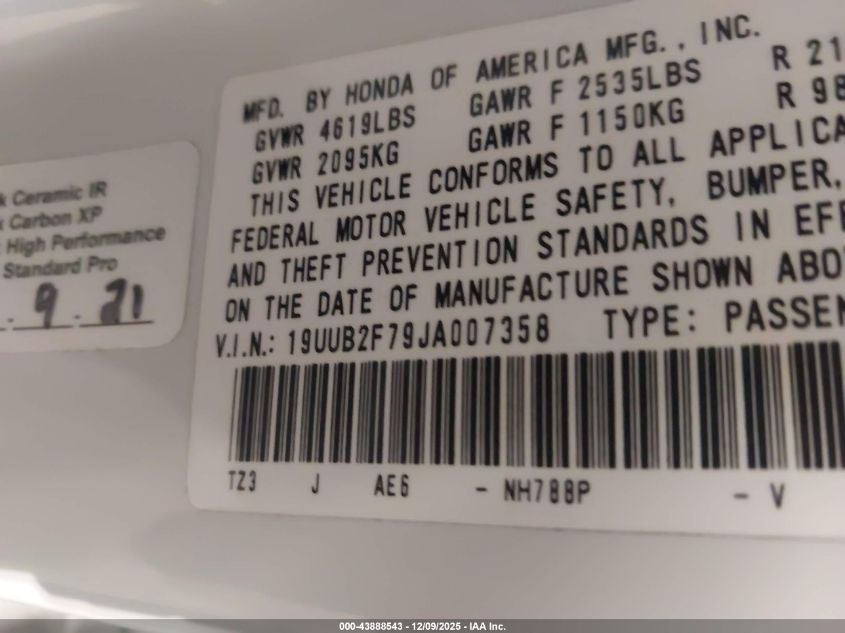 k Ceramic IR
k Carbon XP
High Performance
Standard Pro
9 . 21
MFD. BY HONDA OF AMERICA MFG., INC.
GVWR 4619LBS GAWR F 2535LBS R 21
GVWR 2095KG GAWR F 1150KG R 98
THIS VEHICLE CONFORMS TO ALL APPLICA
FEDERAL MOTOR VEHICLE SAFETY, BUMPER,
AND THEFT PREVENTION STANDARDS IN EFF
ON THE DATE OF MANUFACTURE SHOWN ABO
V.I.N.: 19UUB2F79JA007358 TYPE: PASSEN
TZ3 J AE6 - NH788P - V
000-43888543 - 12/09/2025 - IAA Inc.